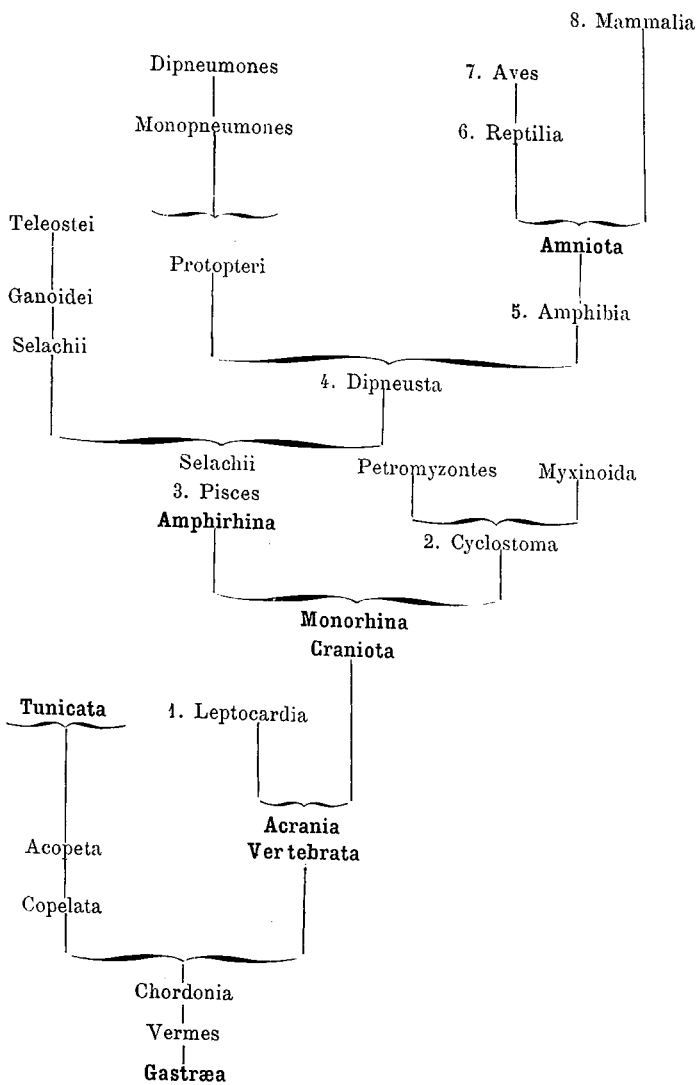 8. Mammalia
Dipneumones
7. Aves
Monopneumones
6. Reptilia
Teleostei
Amniota
Protopteri
Ganoidei
5. Amphibia
Selachii
4. Dipneusta
Selachii
Petromyzontes
Myxinoida
3. Pisces
Amphirhina
2. Cyclostoma
Monorhina
Craniota
Tunicata
1. Leptocardia
Acrania
Vertebrata
Acopeta
Copelata
Chordonia
Vermes
Gastræa